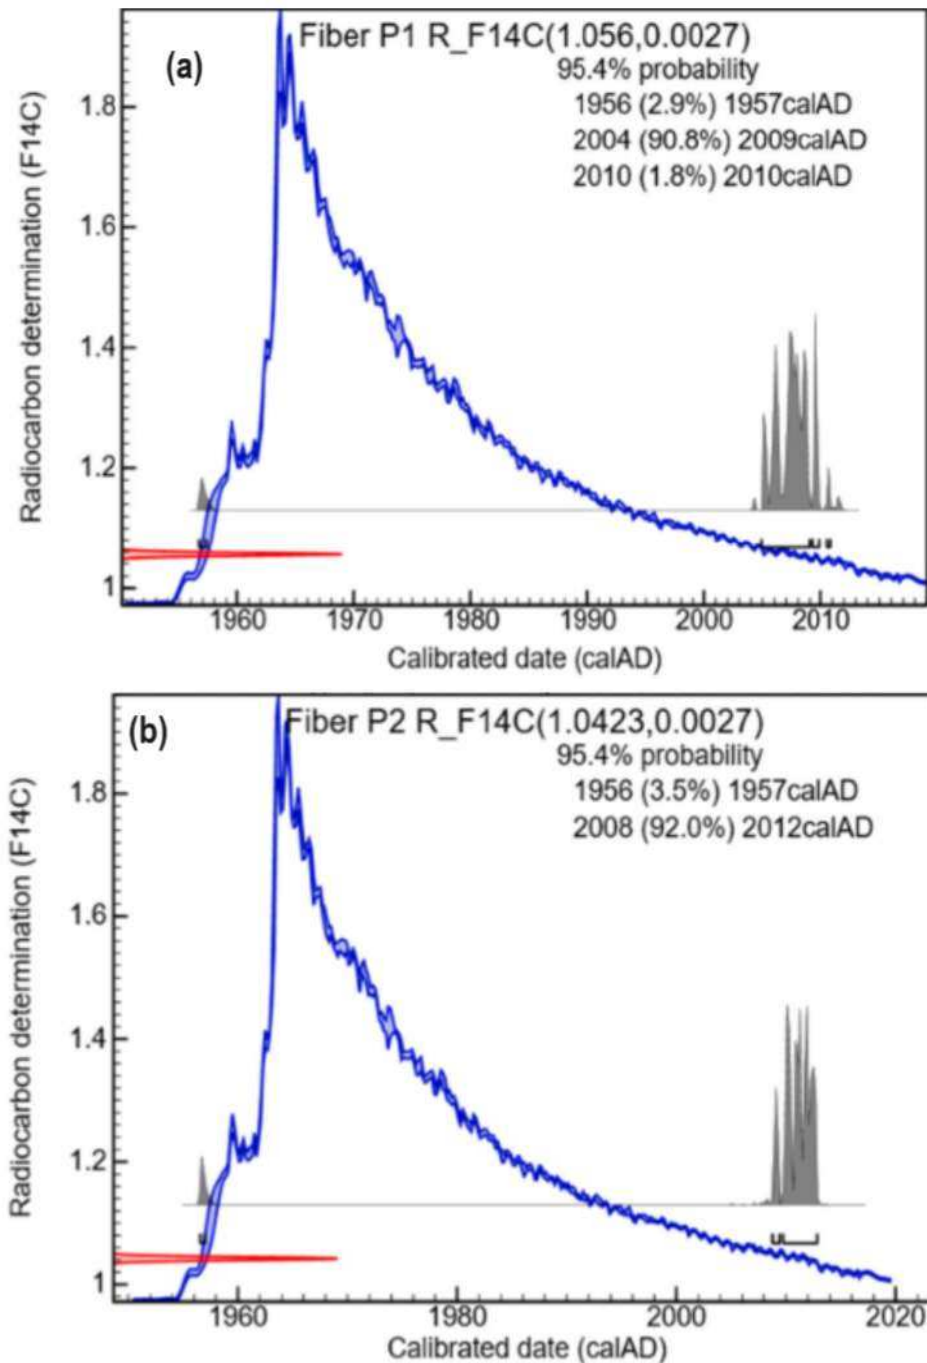 (a)
Fiber P1 R_F14C(1.056,0.0027)
95.4% probability
1956 (2.9%) 1957calAD
2004 (90.8%) 2009calAD
2010 (1.8%) 2010calAD
Radiocarbon determination (F14C)
1.8
1.6
1.4
1.2
1
1960 1970 1980 1990 2000 2010
Calibrated date (calAD)
(b)
Fiber P2 R_F14C(1.0423,0.0027)
95.4% probability
1956 (3.5%) 1957calAD
2008 (92.0%) 2012calAD
Radiocarbon determination (F14C)
1.8
1.6
1.4
1.2
1
1960 1980 2000 2020
Calibrated date (calAD)